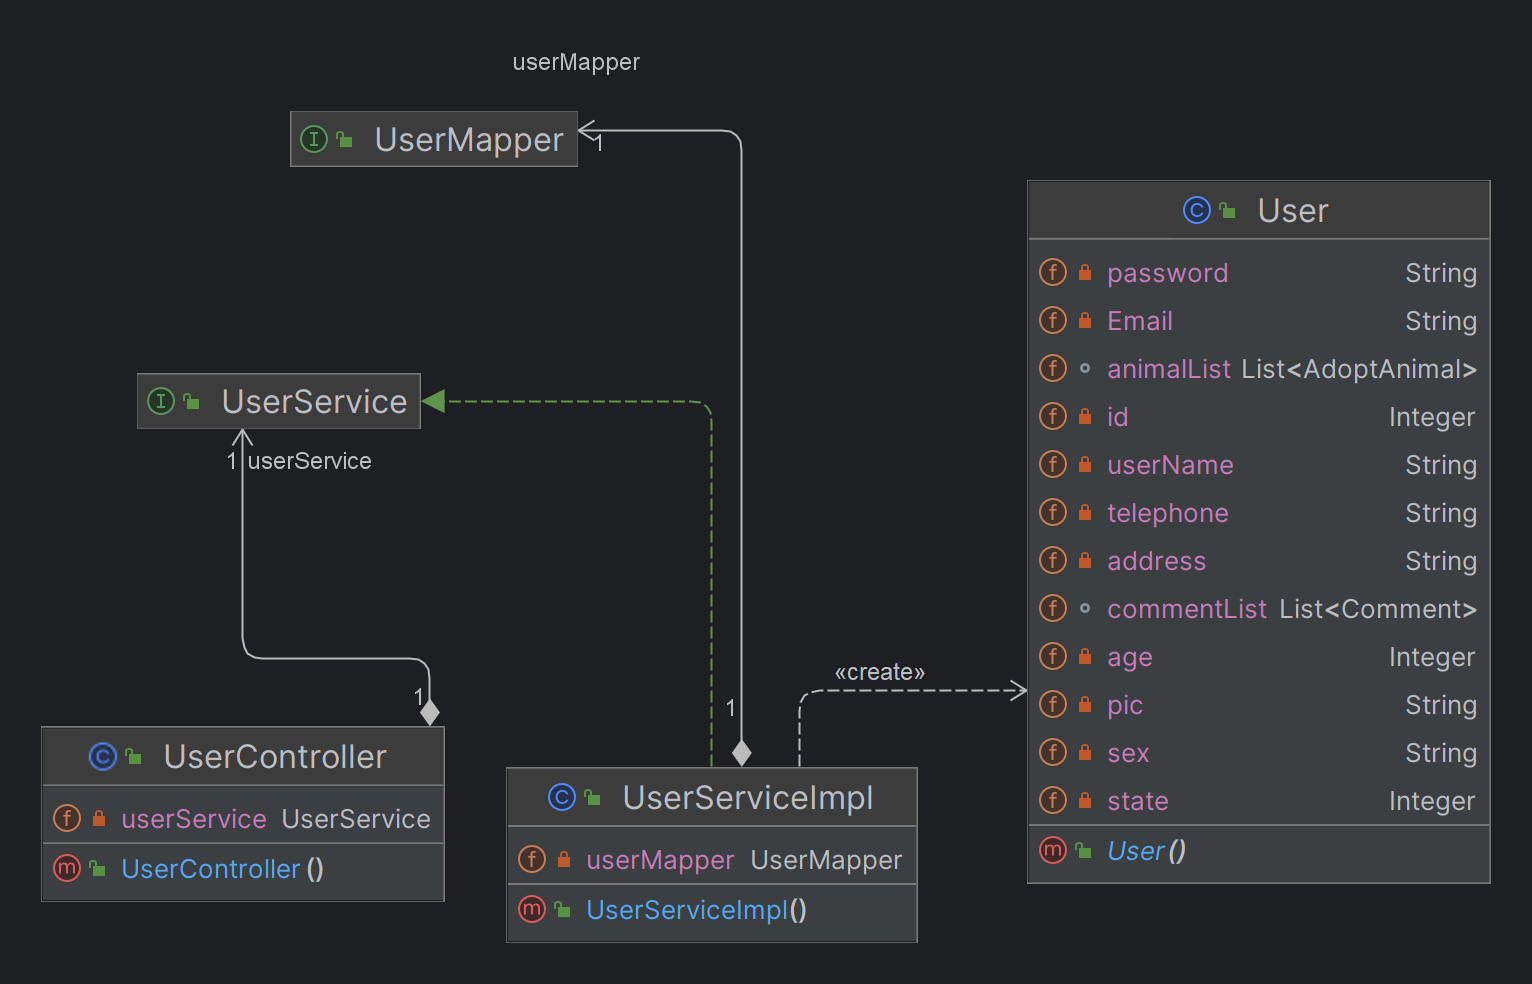 userMapper
I UserMapper
1
I UserService
1 userService
C User
f password String
f Email String
f animalList List<AdoptAnimal>
f id Integer
f userName String
f telephone String
f address String
f commentList List<Comment>
f age Integer
f pic String
f sex String
f state Integer
m User()
«create»
1
1
C UserController
f userService UserService
m UserController()
C UserServiceImpl
f userMapper UserMapper
m UserServiceImpl()